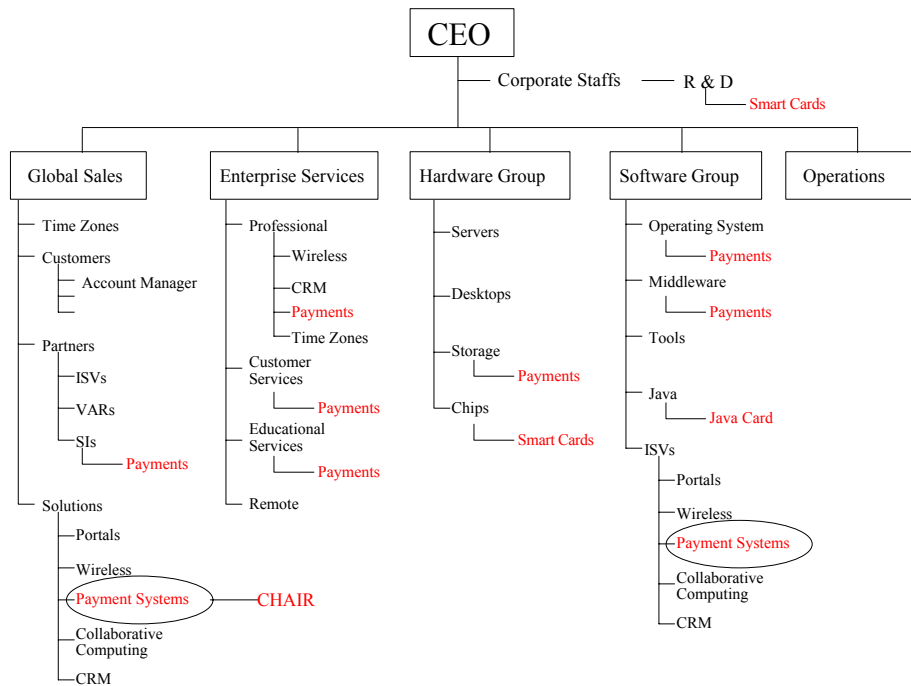 CEO
Corporate Staffs
R & D
Smart Cards
Global Sales
Time Zones
Customers
Account Manager
Partners
ISVs
VARs
SIs
Payments
Solutions
Portals
Wireless
Payment Systems
CHAIR
Collaborative
Computing
CRM
Enterprise Services
Professional
Wireless
CRM
Payments
Time Zones
Customer
Services
Payments
Educational
Services
Payments
Remote
Hardware Group
Servers
Desktops
Storage
Payments
Chips
Smart Cards
Software Group
Operating System
Payments
Middleware
Payments
Tools
Java
Java Card
ISVs
Portals
Wireless
Payment Systems
Collaborative
Computing
CRM
Operations